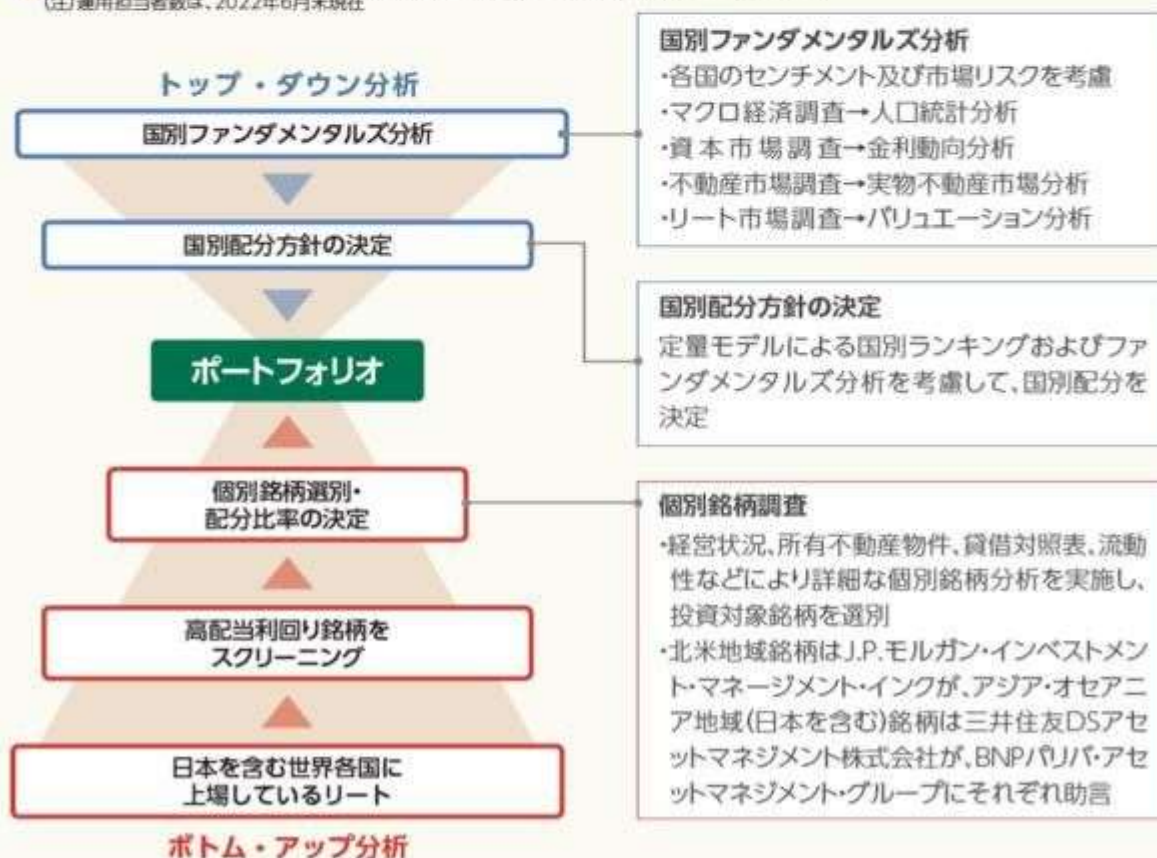 (注)運用担当者数は、2022年6月末現在
トップ・ダウン分析
国別ファンダメンタルズ分析
国別配分方針の決定
ポートフォリオ
個別銘柄選別・
配分比率の決定
高配当利回り銘柄を
スクリーニング
日本を含む世界各国に
上場しているリート
ボトム・アップ分析
国別ファンダメンタルズ分析
・各国のセンチメント及び市場リスクを考慮
・マクロ経済調査→人口統計分析
・資本市場調査→金利動向分析
・不動産市場調査→実物不動産市場分析
・リート市場調査→バリュエーション分析
国別配分方針の決定
定量モデルによる国別ランキングおよびファ
ンダメンタルズ分析を考慮して、国別配分を
決定
個別銘柄調査
・経営状況、所有不動産物件、貸借対照表、流動
性などにより詳細な個別銘柄分析を実施し、
投資対象銘柄を選別
・北米地域銘柄はJ.P.モルガン・インベストメン
ト・マネージメント・インクが、アジア・オセアニ
ア地域(日本を含む)銘柄は三井住友DSアセ
ットマネジメント株式会社が、BNPパリバ・アセ
ットマネジメント・グループにそれぞれ助言